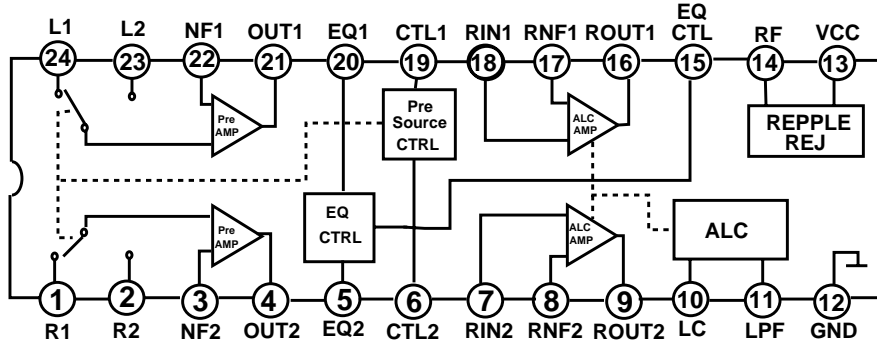 L1 L2 NF1 OUT1 EQ1 CTL1 RIN1 RNF1 ROUT1 EQ CTL RF VCC
24 23 22 21 20 19 18 17 16 15 14 13
Pre AMP
Pre Source CTRL
ALC AMP
REPPLE REJ
Pre AMP
EQ CTRL
ALC AMP
ALC
1 2 3 4 5 6 7 8 9 10 11 12
R1 R2 NF2 OUT2 EQ2 CTL2 RIN2 RNF2 ROUT2 LC LPF GND